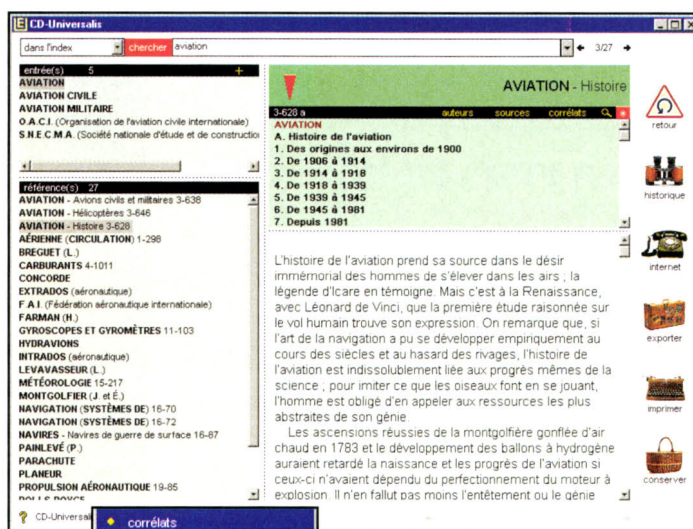 CD-Universalis
dans l'index
chercher
aviation
3/27
entrée(s) 5
AVIATION
AVIATION CIVILE
AVIATION MILITAIRE
O.A.C.I. (Organisation de l'aviation civile internationale)
S.N.E.C.M.A. (Société nationale d'étude et de construction
référence(s) 27
AVIATION - Avions civils et militaires 3-638
AVIATION - Hélicoptères 3-646
AVIATION - Histoire 3-628
AÉRIENNE (CIRCULATION) 1-298
BREGUET (L.)
CARBURANTS 4-1011
CONCORDE
EXTRADOS (aéronautique)
F.A.I. (Fédération aéronautique internationale)
FARMAN (H.)
GYROSCOPES ET GYROMÈTRES 11-103
HYDRAVIONS
INTRADOS (aéronautique)
LEVAVASSEUR (L.)
MÉTÉOROLOGIE 15-217
MONTGOLFIER (J. et É.)
NAVIGATION (SYSTÈMES DE) 16-70
NAVIGATION (SYSTÈMES DE) 16-72
NAVIRES - Navires de guerre de surface 16-87
PAINLEVÉ (P.)
PARACHUTE
PLANEUR
PROPULSION AÉRONAUTIQUE 19-85
ROLLS-ROYCE
AVIATION - Histoire
3-628 a auteurs sources corrélats
AVIATION
A. Histoire de l'aviation
1. Des origines aux environs de 1900
2. De 1906 à 1914
3. De 1914 à 1918
4. De 1918 à 1939
5. De 1939 à 1945
6. De 1945 à 1981
7. Depuis 1981
L'histoire de l'aviation prend sa source dans le désir
immémorial des hommes de s'élever dans les airs ; la
légende d'Icare en témoigne. Mais c'est à la Renaissance,
avec Léonard de Vinci, que la première étude raisonnée sur
le vol humain trouve son expression. On remarque que, si
l'art de la navigation a pu se développer empiriquement au
cours des siècles et au hasard des rivages, l'histoire de
l'aviation est indissolublement liée aux progrès mêmes de la
science ; pour imiter ce que les oiseaux font en se jouant,
l'homme est obligé d'en appeler aux ressources les plus
abstraites de son génie.
Les ascensions réussies de la montgolfière gonflée d'air
chaud en 1783 et le développement des ballons à hydrogène
auraient retardé la naissance et les progrès de l'aviation si
ceux-ci n'avaient dépendu du perfectionnement du moteur à
explosion. Il n'en fallut pas moins l'entêtement ou le génie
retour
historique
internet
exporter
imprimer
conserver
? CD-Universali
corrélats